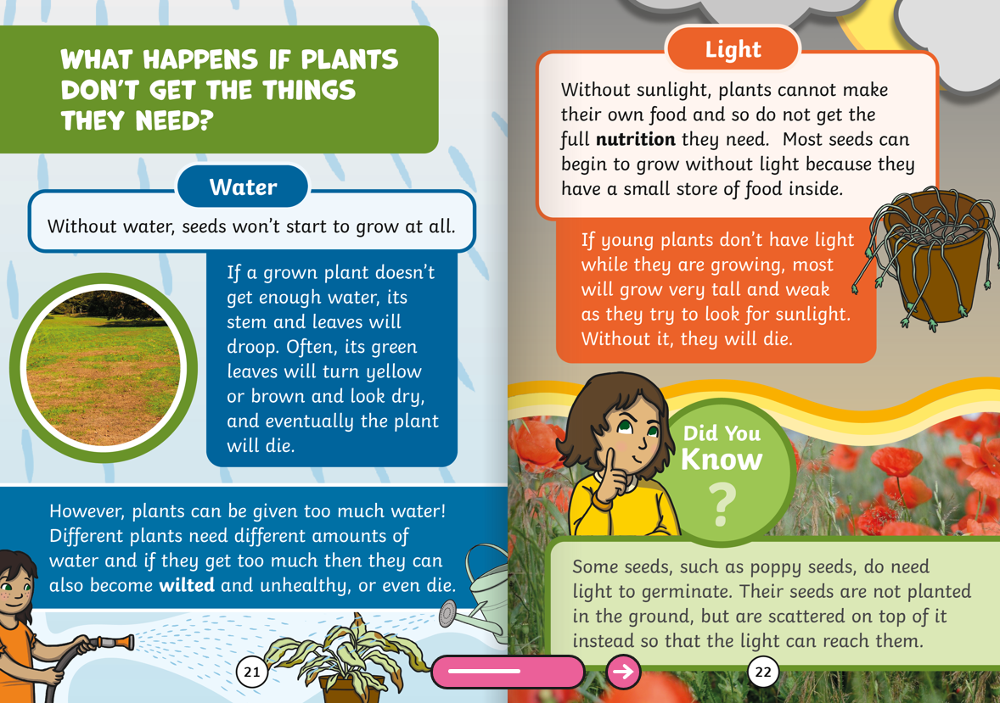 WHAT HAPPENS IF PLANTS
DON'T GET THE THINGS
THEY NEED?
Water
Without water, seeds won't start to grow at all.
If a grown plant doesn't
get enough water, its
stem and leaves will
droop. Often, its green
leaves will turn yellow
or brown and look dry,
and eventually the plant
will die.
However, plants can be given too much water!
Different plants need different amounts of
water and if they get too much then they can
also become wilted and unhealthy, or even die.
21
Light
Without sunlight, plants cannot make
their own food and so do not get the
full nutrition they need.  Most seeds can
begin to grow without light because they
have a small store of food inside.
If young plants don't have light
while they are growing, most
will grow very tall and weak
as they try to look for sunlight.
Without it, they will die.
Did You
Know
?
Some seeds, such as poppy seeds, do need
light to germinate. Their seeds are not planted
in the ground, but are scattered on top of it
instead so that the light can reach them.
22